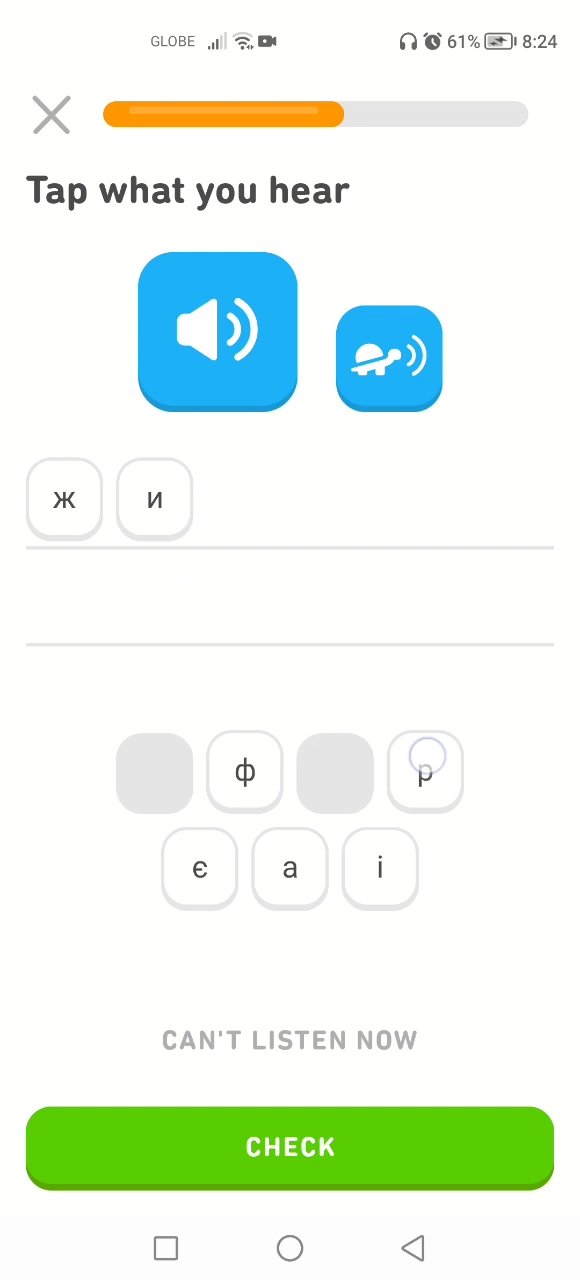 GLOBE 61% 8:24
Tap what you hear
ж и
ф р
є а і
CAN'T LISTEN NOW
CHECK